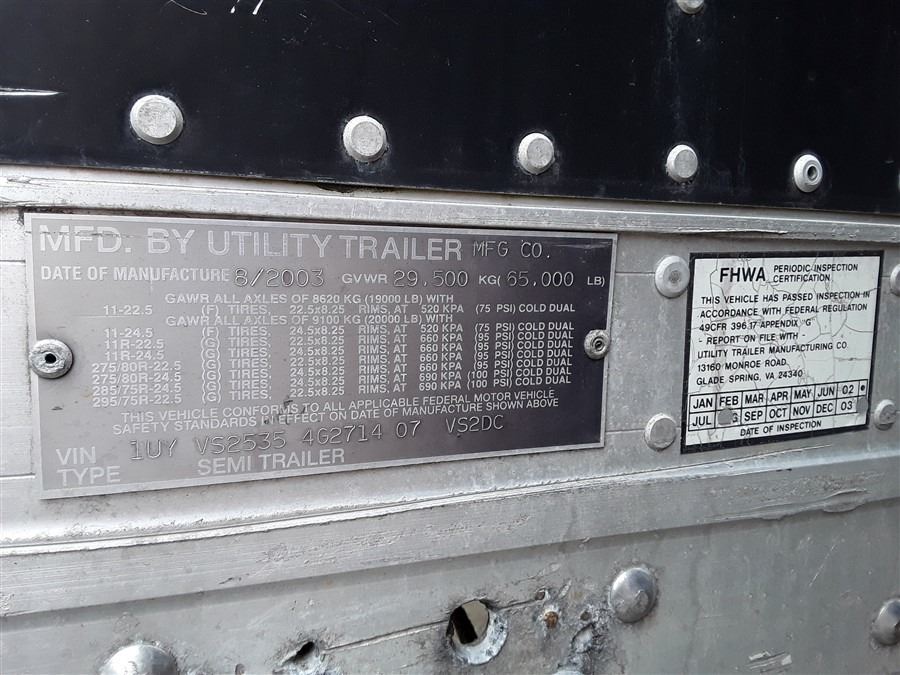 MFD. BY UTILITY TRAILER MFG CO.
DATE OF MANUFACTURE 8/2003 GVWR 29,500 KG( 65,000 LB)
GAWR ALL AXLES OF 8620 KG (19000 LB) WITH
11-22.5 (F) TIRES, 22.5x8.25 RIMS, AT 520 KPA (75 PSI) COLD DUAL
GAWR ALL AXLES OF 9100 KG (20000 LB) WITH
11-24.5 (F) TIRES, 24.5x8.25 RIMS, AT 520 KPA (75 PSI) COLD DUAL
11R-22.5 (G) TIRES, 22.5x8.25 RIMS, AT 660 KPA (95 PSI) COLD DUAL
11R-24.5 (G) TIRES, 24.5x8.25 RIMS, AT 660 KPA (95 PSI) COLD DUAL
275/80R-22.5 (G) TIRES, 22.5x8.25 RIMS, AT 660 KPA (95 PSI) COLD DUAL
275/80R-24.5 (G) TIRES, 24.5x8.25 RIMS, AT 660 KPA (95 PSI) COLD DUAL
285/75R-24.5 (G) TIRES, 24.5x8.25 RIMS, AT 690 KPA (100 PSI) COLD DUAL
295/75R-22.5 (G) TIRES, 22.5x8.25 RIMS, AT 690 KPA (100 PSI) COLD DUAL
THIS VEHICLE CONFORMS TO ALL APPLICABLE FEDERAL MOTOR VEHICLE
SAFETY STANDARDS IN EFFECT ON DATE OF MANUFACTURE SHOWN ABOVE
VIN 1UY VS2535 4G2714 07 VS2DC
TYPE SEMI TRAILER
FHWA PERIODIC INSPECTION
CERTIFICATION
THIS VEHICLE HAS PASSED INSPECTION IN
ACCORDANCE WITH FEDERAL REGULATION
49CFR 396.17 APPENDIX "G"
- REPORT ON FILE WITH
UTILITY TRAILER MANUFACTURING CO.
13160 MONROE ROAD
GLADE SPRING, VA 24340
JAN FEB MAR APR MAY JUN 02
JUL SEP OCT NOV DEC 03
DATE OF INSPECTION